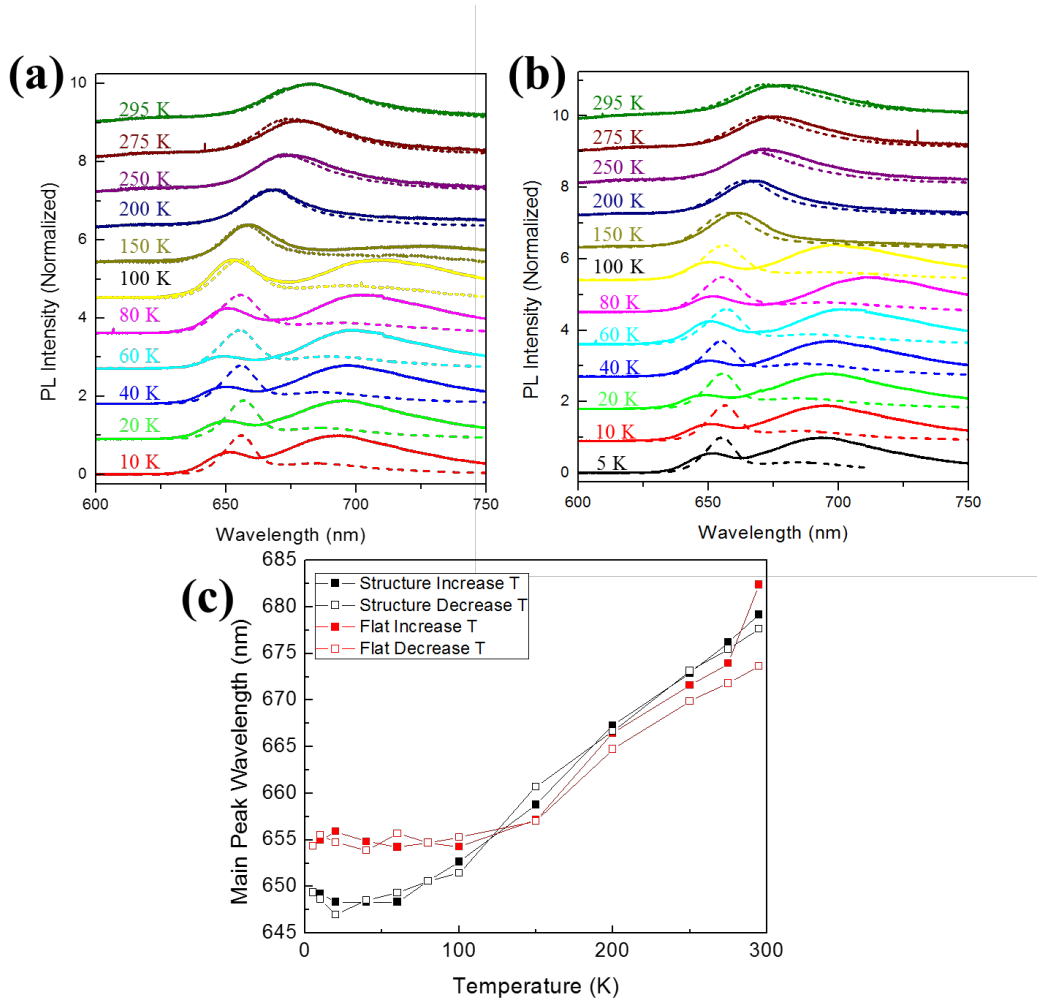 (a)
PL Intensity (Normalized)
10
8
6
4
2
0
295 K
275 K
250 K
200 K
150 K
100 K
80 K
60 K
40 K
20 K
10 K
600
650
700
750
Wavelength (nm)
(b)
PL Intensity (Normalized)
10
8
6
4
2
0
295 K
275 K
250 K
200 K
150 K
100 K
80 K
60 K
40 K
20 K
10 K
5 K
600
650
700
750
Wavelength (nm)
(c)
Main Peak Wavelength (nm)
685
680
675
670
665
660
655
650
645
Structure Increase T
Structure Decrease T
Flat Increase T
Flat Decrease T
0
100
200
300
Temperature (K)